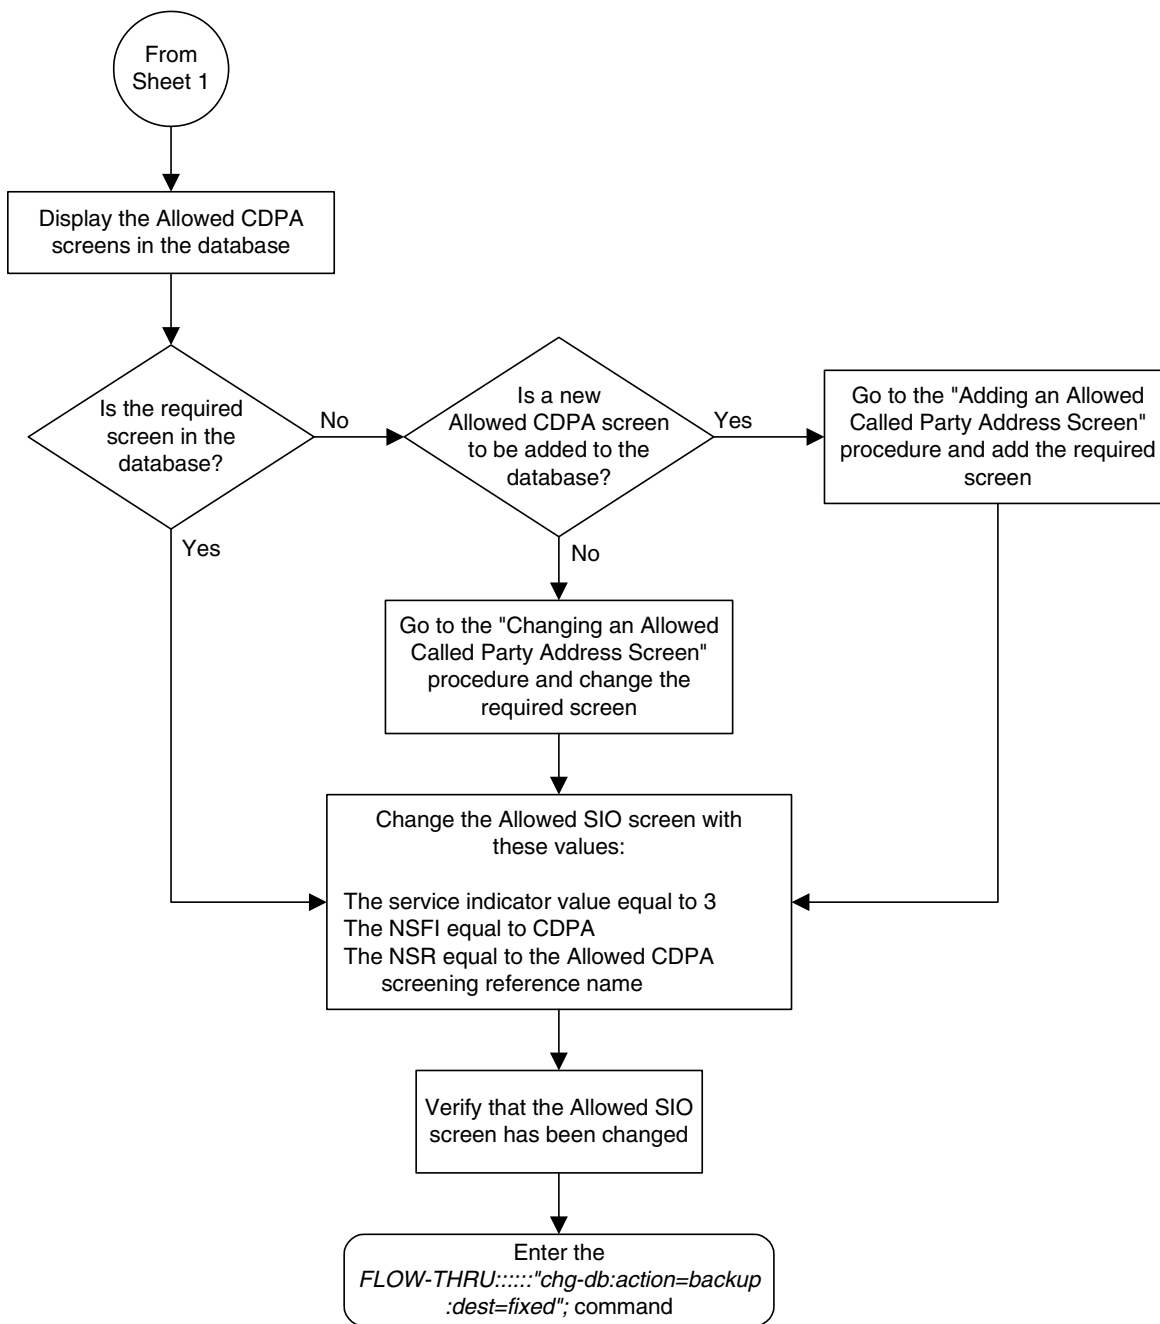 From
Sheet 1
Display the Allowed CDPA
screens in the database
Is the required
screen in the
database?
No
Yes
Is a new
Allowed CDPA screen
to be added to the
database?
Yes
No
Go to the "Adding an Allowed
Called Party Address Screen"
procedure and add the required
screen
Go to the "Changing an Allowed
Called Party Address Screen"
procedure and change the
required screen
Change the Allowed SIO screen with
these values:
The service indicator value equal to 3
The NSFI equal to CDPA
The NSR equal to the Allowed CDPA
screening reference name
Verify that the Allowed SIO
screen has been changed
Enter the
FLOW-THRU::::::"chg-db:action=backup
:dest=fixed"; command